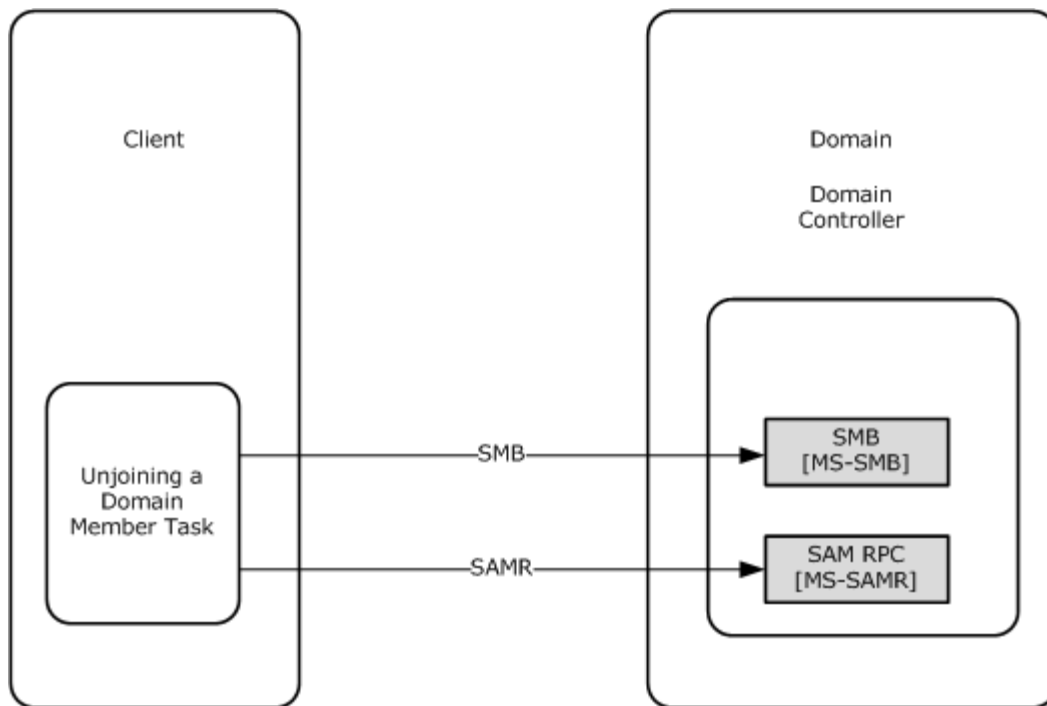 Client
Domain
Domain
Controller
Unjoining a
Domain
Member Task
SMB
SMB
[MS-SMB]
SAMR
SAM RPC
[MS-SAMR]